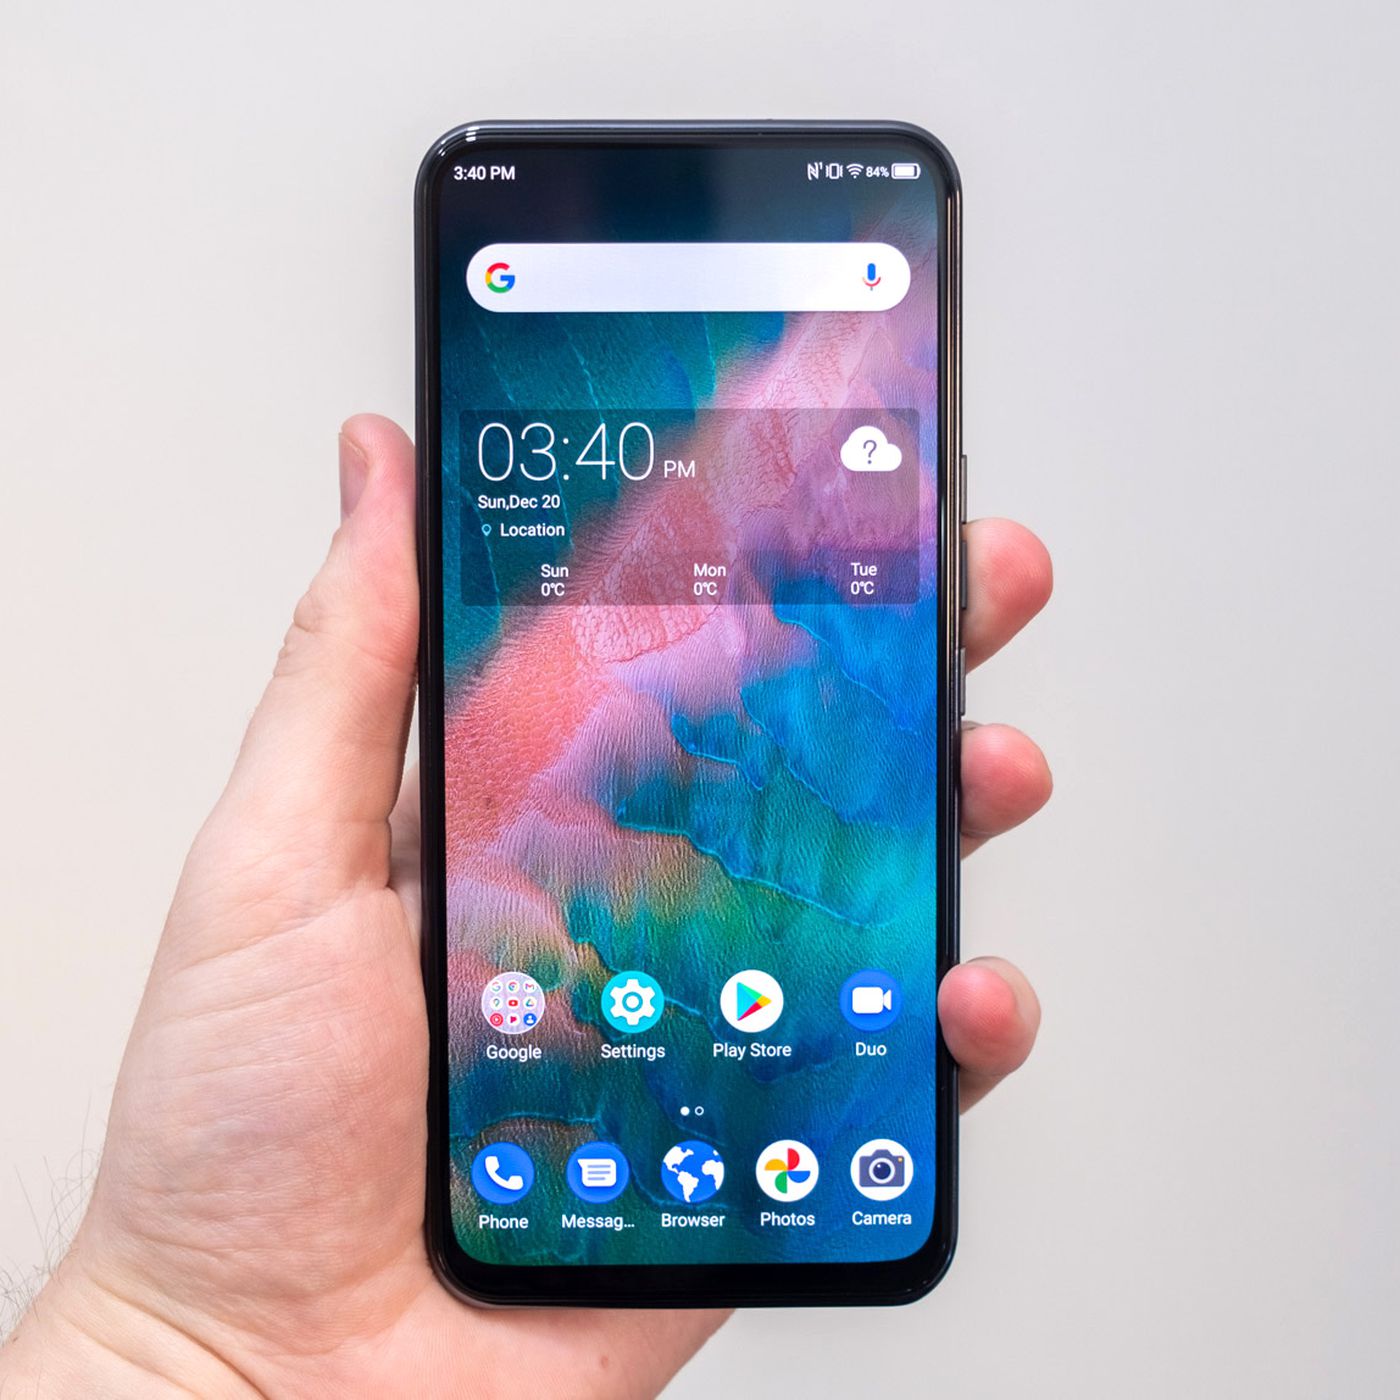 3:40 PM
84%
03:40 PM
Sun,Dec 20
Location
Sun Mon Tue
0℃ 0℃ 0℃
Google Settings Play Store Duo
Phone Messag... Browser Photos Camera